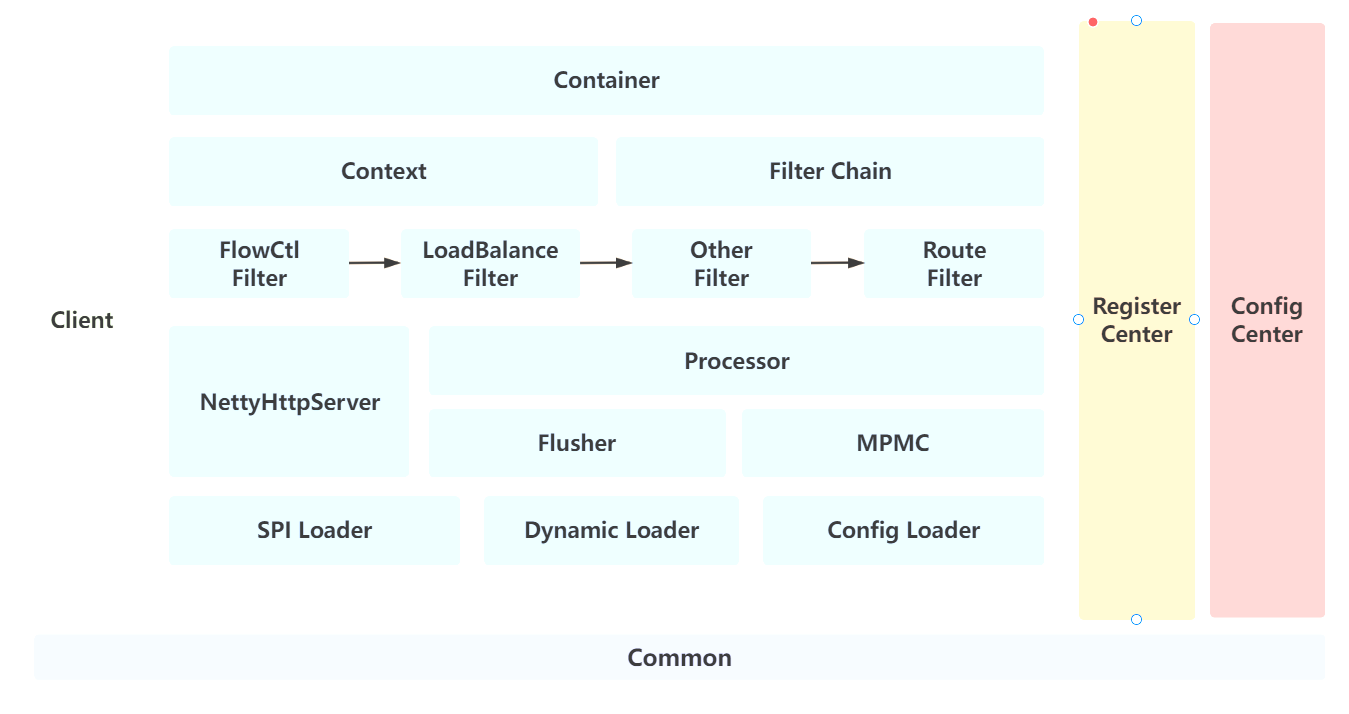 Container
Context
Filter Chain
FlowCtl
Filter
LoadBalance
Filter
Other
Filter
Route
Filter
Client
NettyHttpServer
Processor
Flusher
MPMC
SPI Loader
Dynamic Loader
Config Loader
Register
Center
Config
Center
Common